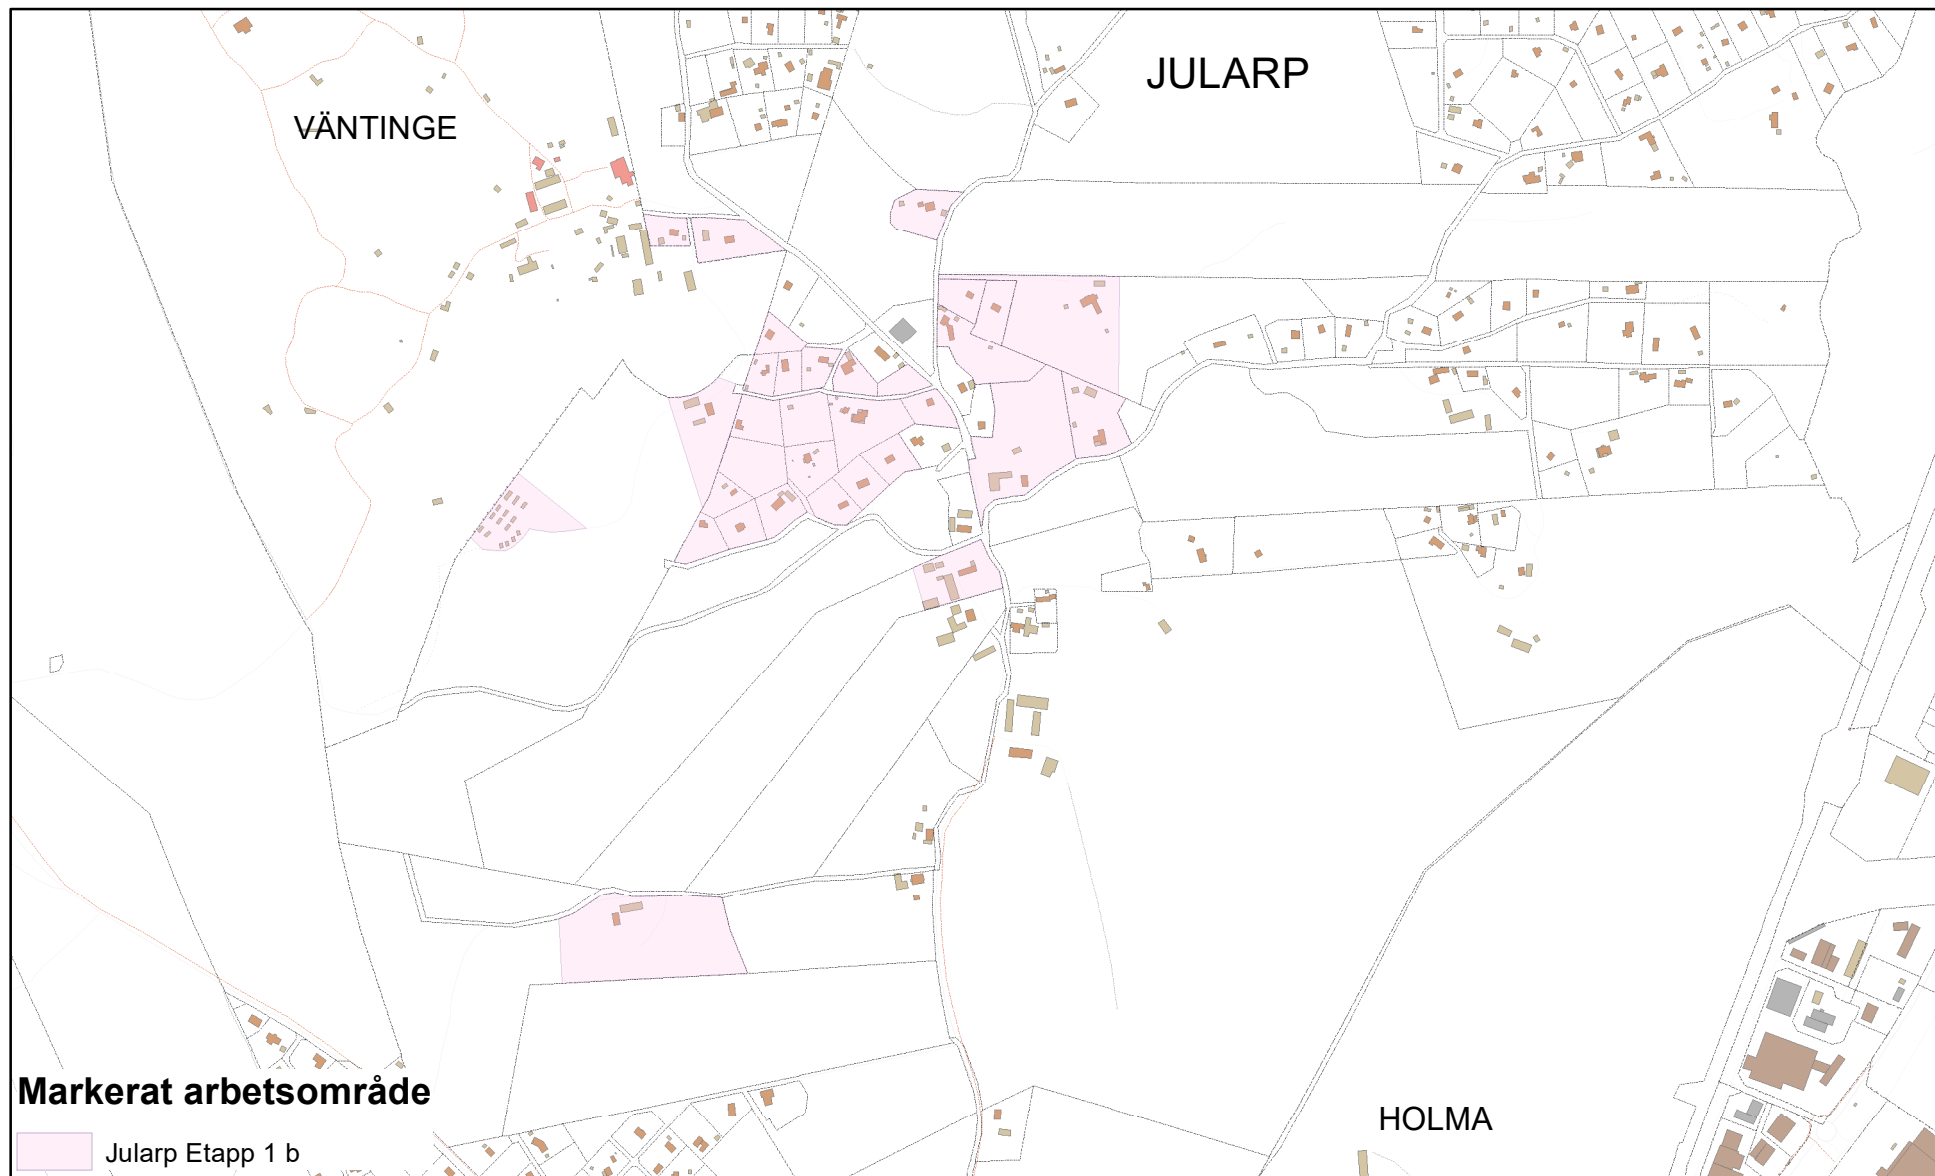 JULARP
VÄNTINGE
Markerat arbetsområde
Jularp Etapp 1 b
HOLMA